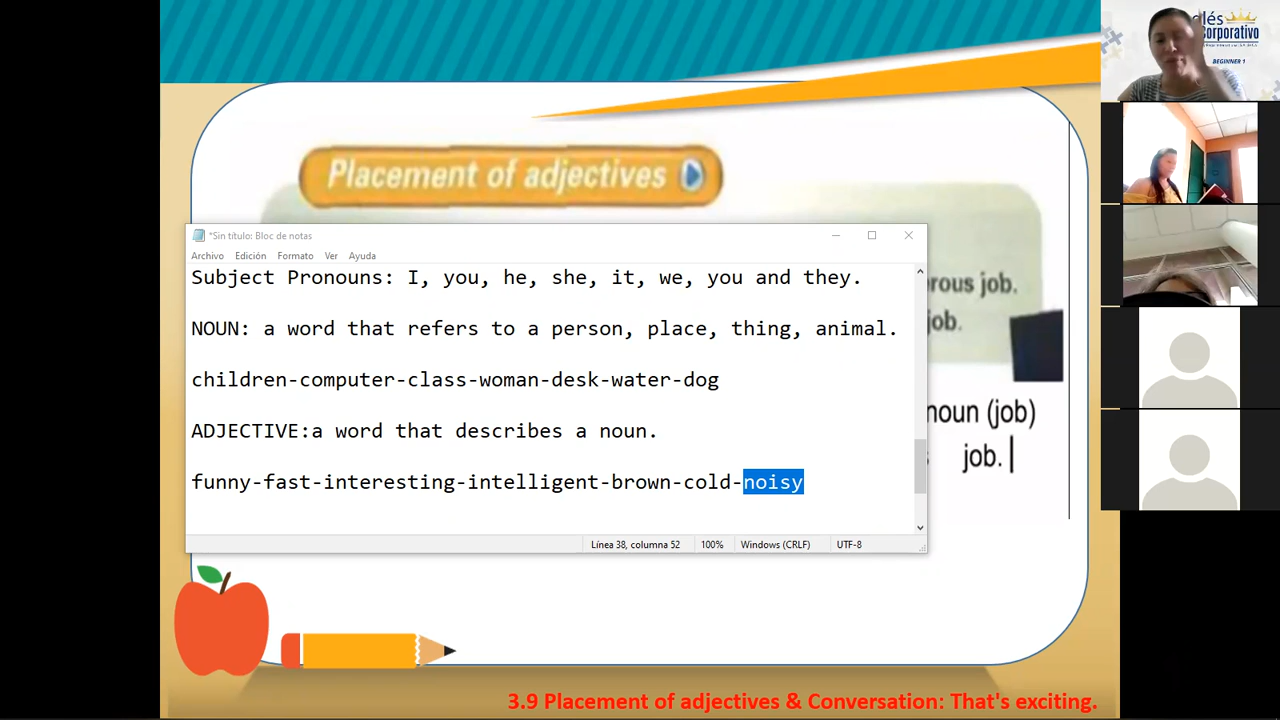 Placement of adjectives
*Sin título: Bloc de notas
Archivo Edición Formato Ver Ayuda
Subject Pronouns: I, you, he, she, it, we, you and they.
NOUN: a word that refers to a person, place, thing, animal.
children-computer-class-woman-desk-water-dog
ADJECTIVE:a word that describes a noun.
funny-fast-interesting-intelligent-brown-cold-noisy
Línea 38, columna 52 100% Windows (CRLF) UTF-8
job.
job.
noun (job)
job.
3.9 Placement of adjectives & Conversation: That's exciting.
BEGINNER 1